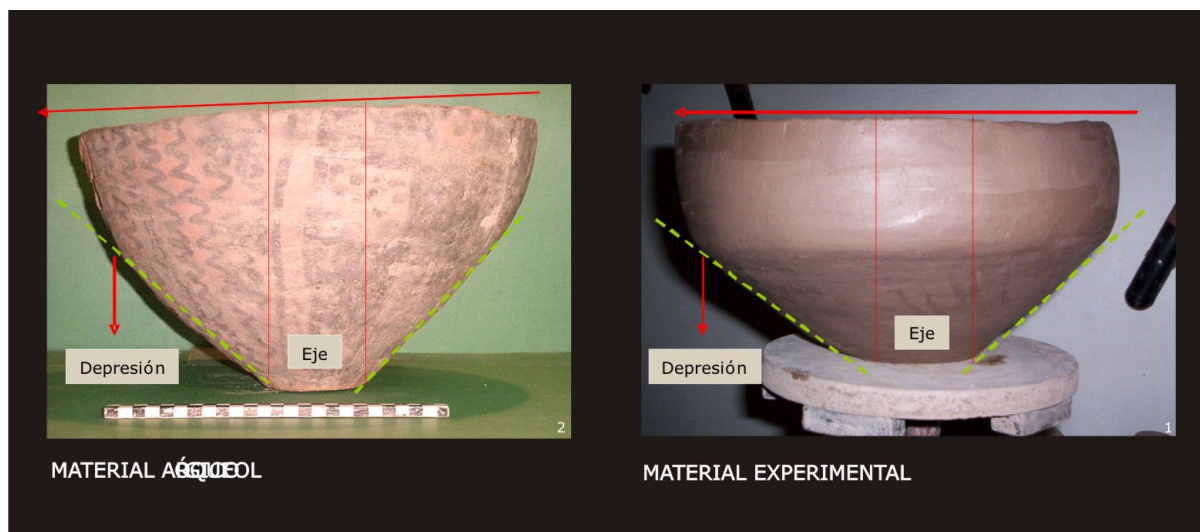 Eje
Depresión
2
Eje
Depresión
1
MATERIAL
MATERIAL EXPERIMENTAL